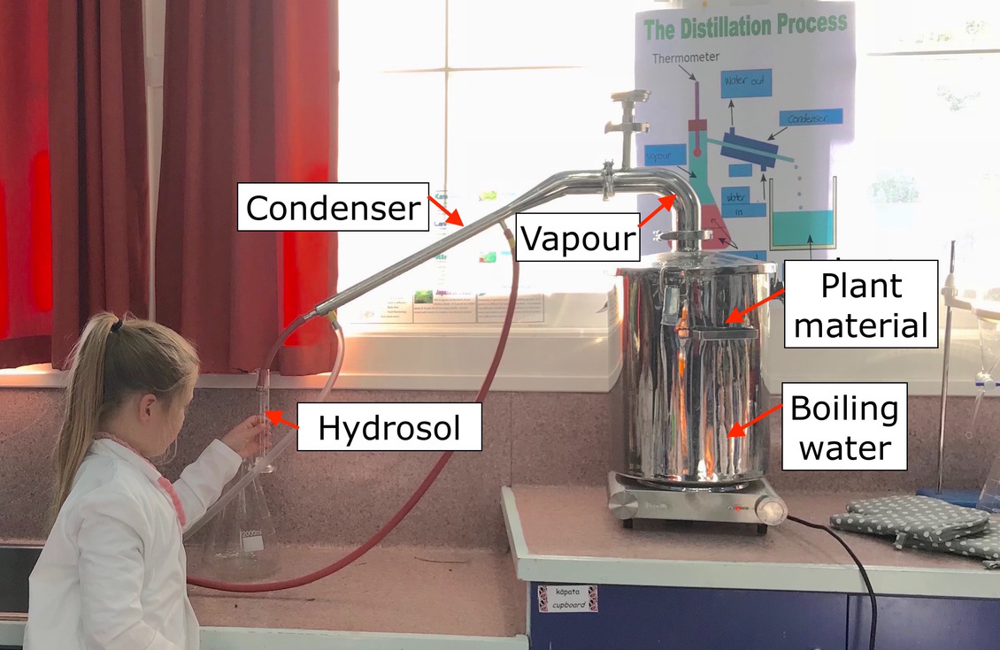 The Distillation Process
Thermometer
Water out
Condenser
Vapour
Water
in
Condenser
Vapour
Plant
material
Boiling
water
Hydrosol
2000ml
kāpata
cupboard